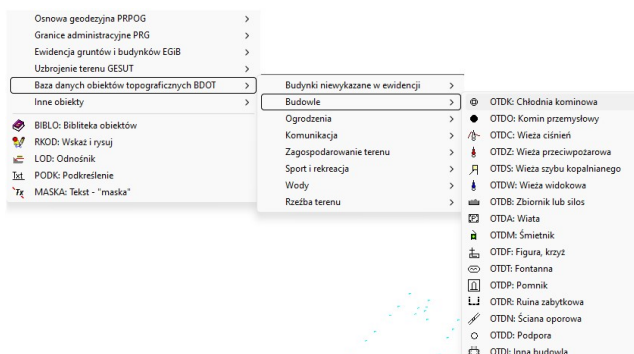 Osnowa geodezyjna PRPOG
Granice administracyjne PRG
Ewidencja gruntów i budynków EGiB
Uzbrojenie terenu GESUT
Baza danych obiektów topograficznych BDOT
Inne obiekty
BIBLO: Bibliteka obiektów
RKOD: Wskaż i rysuj
LOD: Odnośnik
Txt PODK: Podkreślenie
Tx MASKA: Tekst - "maska"
Budynki niewykazane w ewidencji
Budowle
Ogrodzenia
Komunikacja
Zagospodarowanie terenu
Sport i rekreacja
Wody
Rzeźba terenu
OTDK: Chłodnia kominowa
OTDO: Komin przemysłowy
OTDC: Wieża ciśnień
OTDZ: Wieża przeciwpożarowa
OTDS: Wieża szybu kopalnianego
OTDW: Wieża widokowa
OTDB: Zbiornik lub silos
OTDA: Wiata
OTDM: Śmietnik
OTDF: Figura, krzyż
OTDT: Fontanna
OTDP: Pomnik
OTDR: Ruina zabytkowa
OTDN: Ściana oporowa
OTDD: Podpora
OTDI: Inna budowla